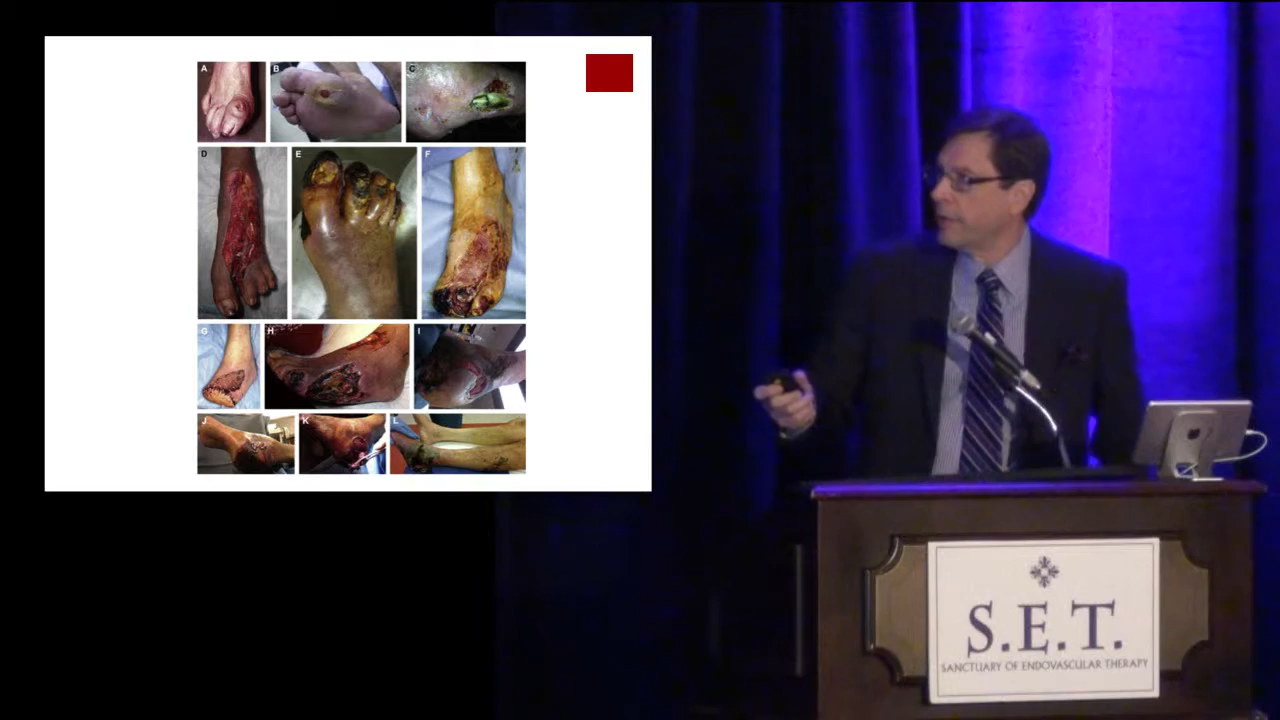 A
B
C
D
E
F
G
H
I
J
K
L
S.E.T.
SANCTUARY OF ENDOVASCULAR THERAPY